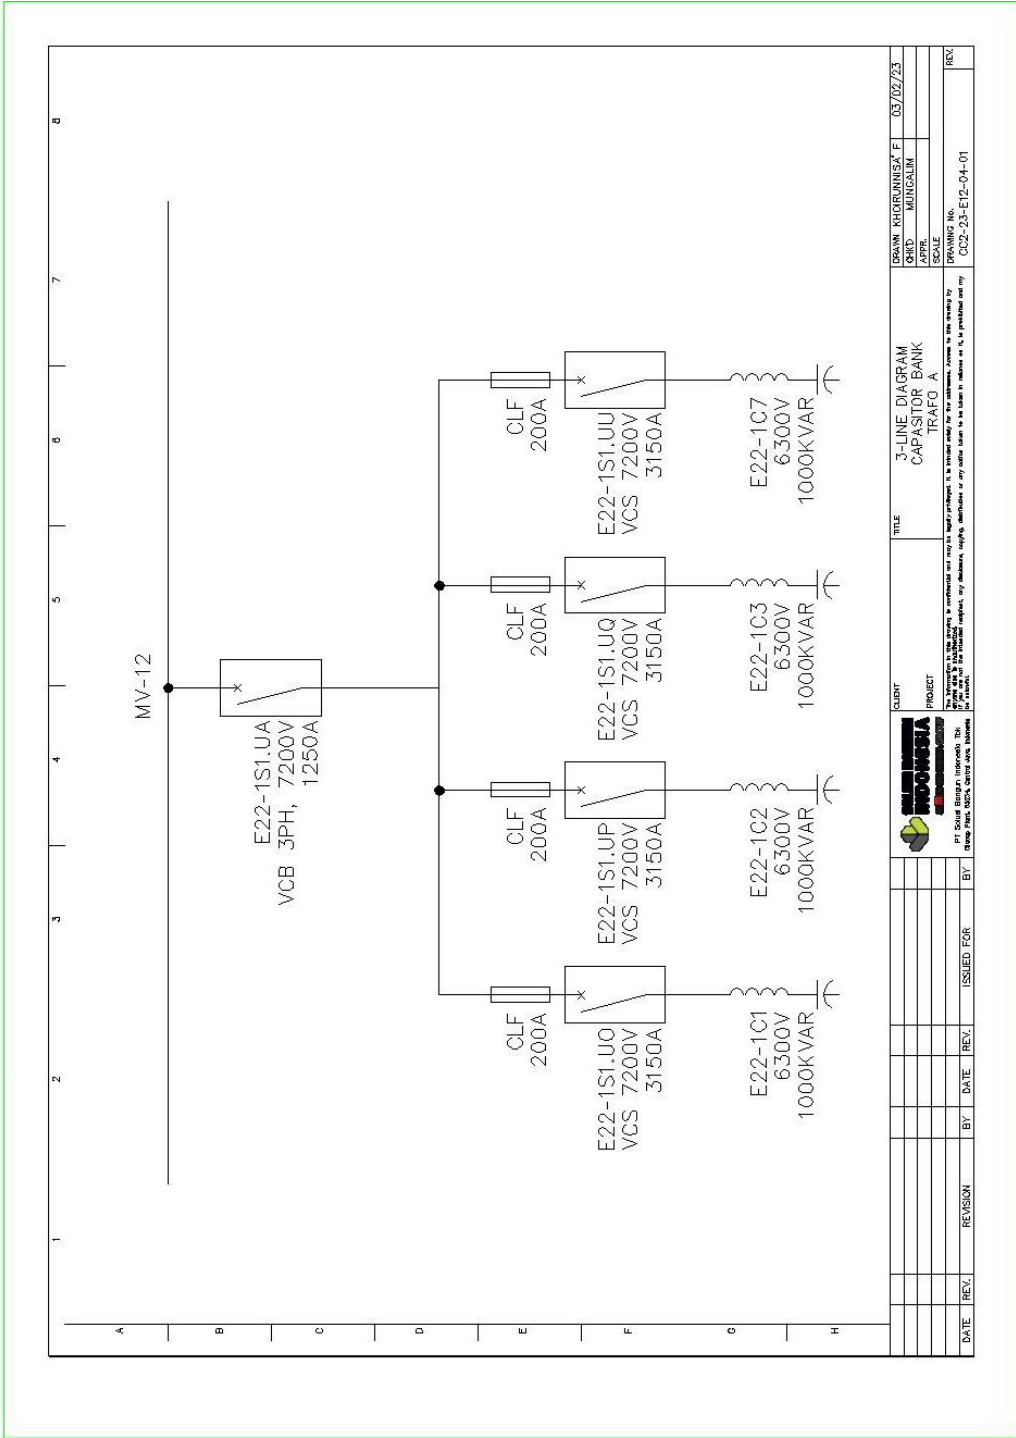 1
2
3
4
5
6
7
8
A
B
C
D
E
F
G
H
MV-12
E22-1S1.UA
VCB 3PH, 7200V
1250A
CLF
200A
E22-1S1.UO
VCS 7200V
3150A
E22-1C1
6300V
1000KVAR
CLF
200A
E22-1S1.UP
VCS 7200V
3150A
E22-1C2
6300V
1000KVAR
CLF
200A
E22-1S1.UQ
VCS 7200V
3150A
E22-1C3
6300V
1000KVAR
CLF
200A
E22-1S1.UU
VCS 7200V
3150A
E22-1C7
6300V
1000KVAR
DATE REV. REVISION BY DATE REV. ISSUED FOR BY
INDONESIA
PT Solusi Bangun Indonesia Tbk
CLIENT
PROJECT
TITLE
3-LINE DIAGRAM
CAPASITOR BANK
TRAFO A
DRAWN KHOIRUNNISA' F 03/02/23
CHK'D MUNGALIM
APPR.
SCALE
DRAWING No. REV.
CC2-23-E12-04-01